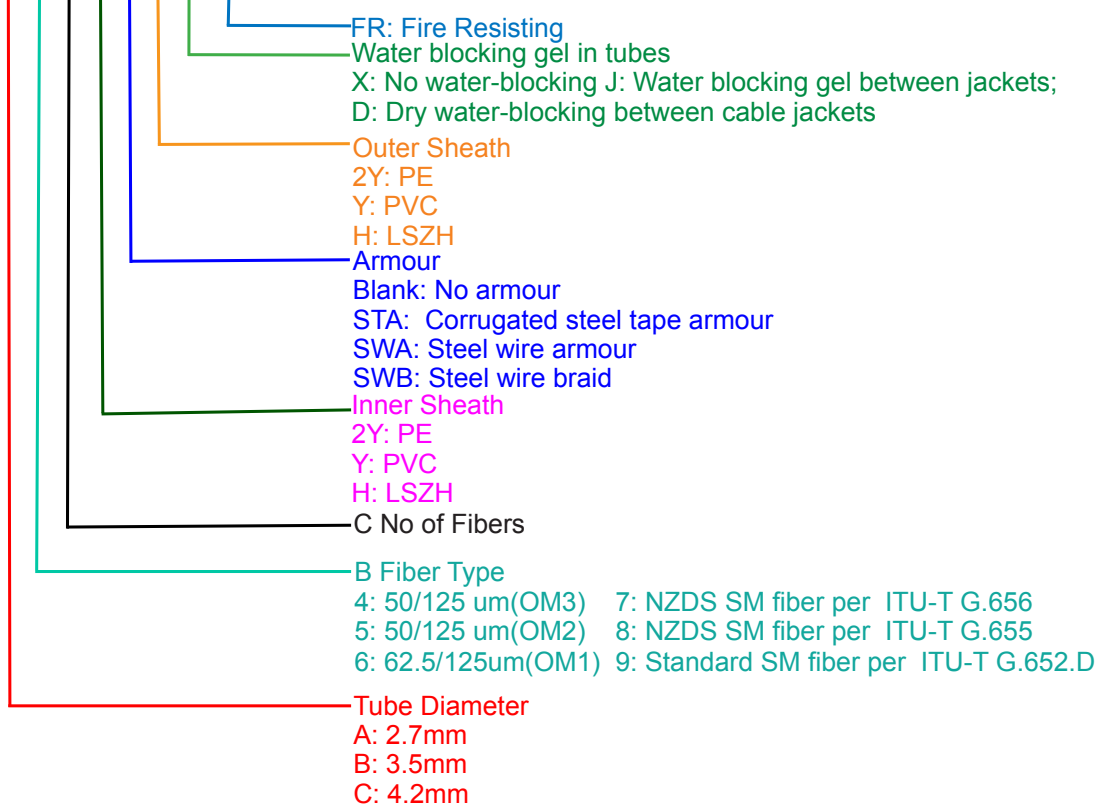 FR: Fire Resisting
Water blocking gel in tubes
X: No water-blocking J: Water blocking gel between jackets;
D: Dry water-blocking between cable jackets
Outer Sheath
2Y: PE
Y: PVC
H: LSZH
Armour
Blank: No armour
STA: Corrugated steel tape armour
SWA: Steel wire armour
SWB: Steel wire braid
Inner Sheath
2Y: PE
Y: PVC
H: LSZH
C No of Fibers
B Fiber Type
4: 50/125 um(OM3) 7: NZDS SM fiber per ITU-T G.656
5: 50/125 um(OM2) 8: NZDS SM fiber per ITU-T G.655
6: 62.5/125um(OM1) 9: Standard SM fiber per ITU-T G.652.D
Tube Diameter
A: 2.7mm
B: 3.5mm
C: 4.2mm